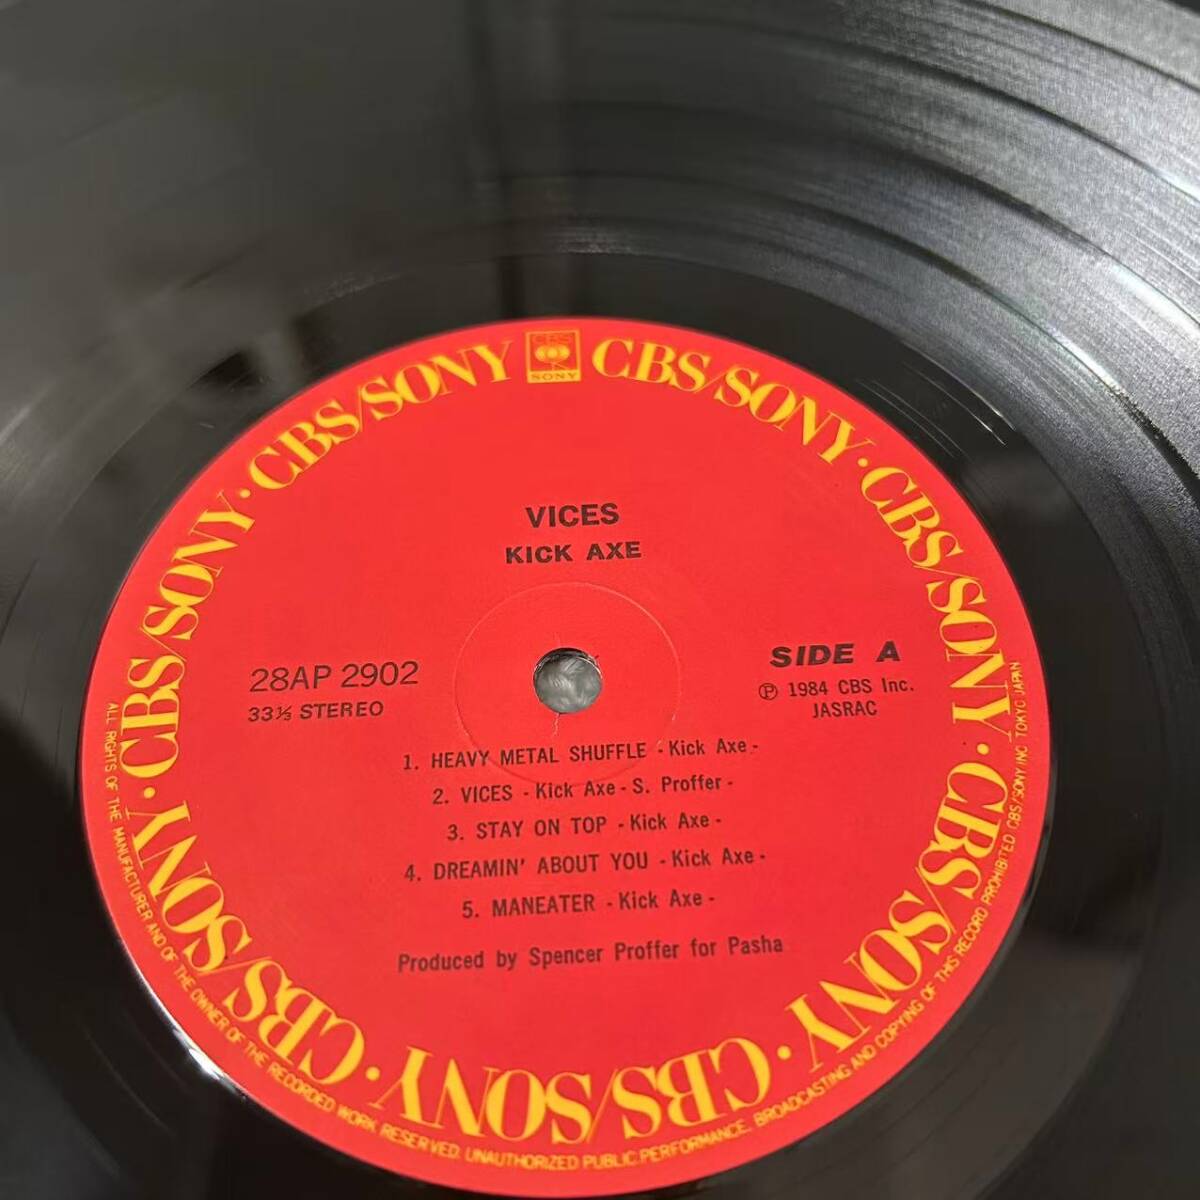 CBS/SONY · CBS/SONY · CBS/SONY · CBS/SONY · CBS/SONY · CBS/SONY · CBS/SONY · CBS/SONY · CBS/SONY
CBS
SONY
VICES
KICK AXE
28AP 2902
33⅓ STEREO
SIDE A
Ⓟ 1984 CBS Inc.
JASRAC
1. HEAVY METAL SHUFFLE - Kick Axe -
2. VICES - Kick Axe - S. Proffer -
3. STAY ON TOP - Kick Axe -
4. DREAMIN' ABOUT YOU - Kick Axe -
5. MANEATER - Kick Axe -
Produced by Spencer Proffer for Pasha
ALL RIGHTS OF THE MANUFACTURER AND OF THE OWNER OF THE RECORDED WORK RESERVED. UNAUTHORIZED PUBLIC PERFORMANCE, BROADCASTING AND COPYING OF THIS RECORD PROHIBITED CBS/SONY INC. TOKYO JAPAN